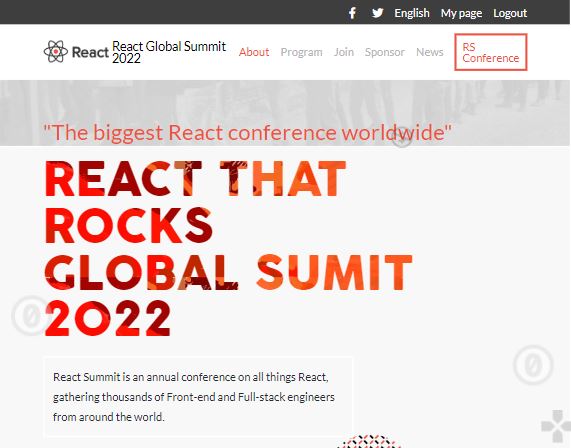 English My page Logout
React React Global Summit
2022
About Program Join Sponsor News RS
Conference
"The biggest React conference worldwide"
REACT THAT
ROCKS
GLOBAL SUMIT
2022
React Summit is an annual conference on all things React,
gathering thousands of Front-end and Full-stack engineers
from around the world.